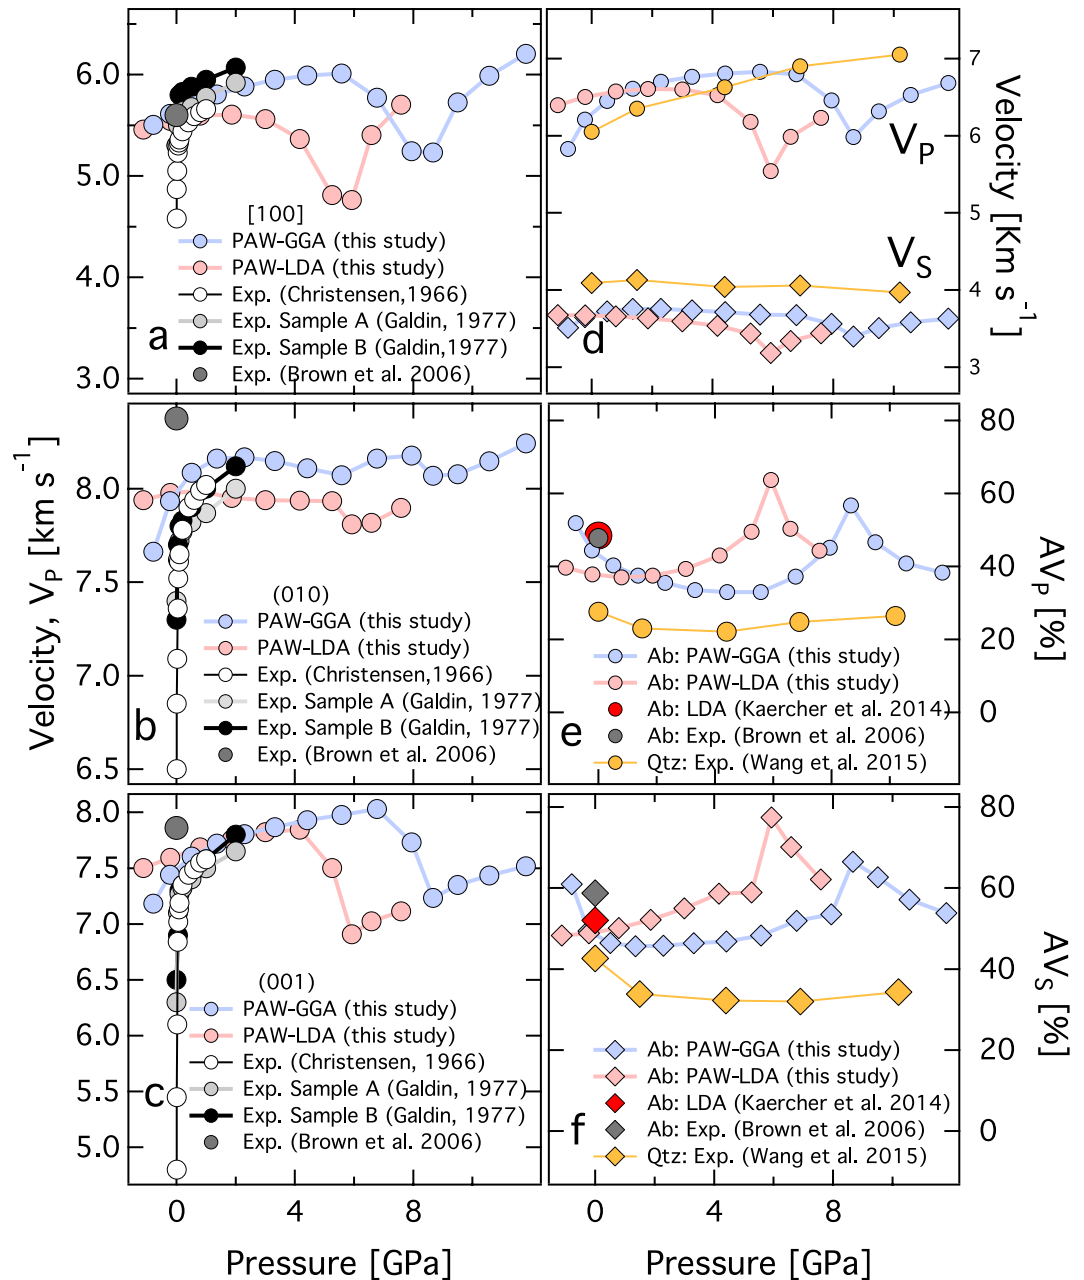 6.0
5.0
4.0
3.0
[100]
PAW-GGA (this study)
PAW-LDA (this study)
Exp. (Christensen,1966)
Exp. Sample A (Galdin, 1977)
Exp. Sample B (Galdin,1977)
Exp. (Brown et al. 2006)
a
8.0
7.5
7.0
6.5
(010)
PAW-GGA (this study)
PAW-LDA (this study)
Exp. (Christensen,1966)
Exp. Sample A (Galdin, 1977)
Exp. Sample B (Galdin, 1977)
Exp. (Brown et al. 2006)
b
Velocity, VP [km s-1]
8.0
7.5
7.0
6.5
6.0
5.5
5.0
(001)
PAW-GGA (this study)
PAW-LDA (this study)
Exp. (Christensen, 1966)
Exp. Sample A (Galdin, 1977)
Exp. Sample B (Galdin, 1977)
Exp. (Brown et al. 2006)
c
0 4 8
Pressure [GPa]
7
6
5
4
3
VP
VS
d
Velocity [Km s-1]
80
60
40
20
0
Ab: PAW-GGA (this study)
Ab: PAW-LDA (this study)
Ab: LDA (Kaercher et al. 2014)
Ab: Exp. (Brown et al. 2006)
Qtz: Exp. (Wang et al. 2015)
e
AVP [%]
80
60
40
20
0
Ab: PAW-GGA (this study)
Ab: PAW-LDA (this study)
Ab: LDA (Kaercher et al. 2014)
Ab: Exp. (Brown et al. 2006)
Qtz: Exp. (Wang et al. 2015)
f
AVS [%]
0 4 8
Pressure [GPa]